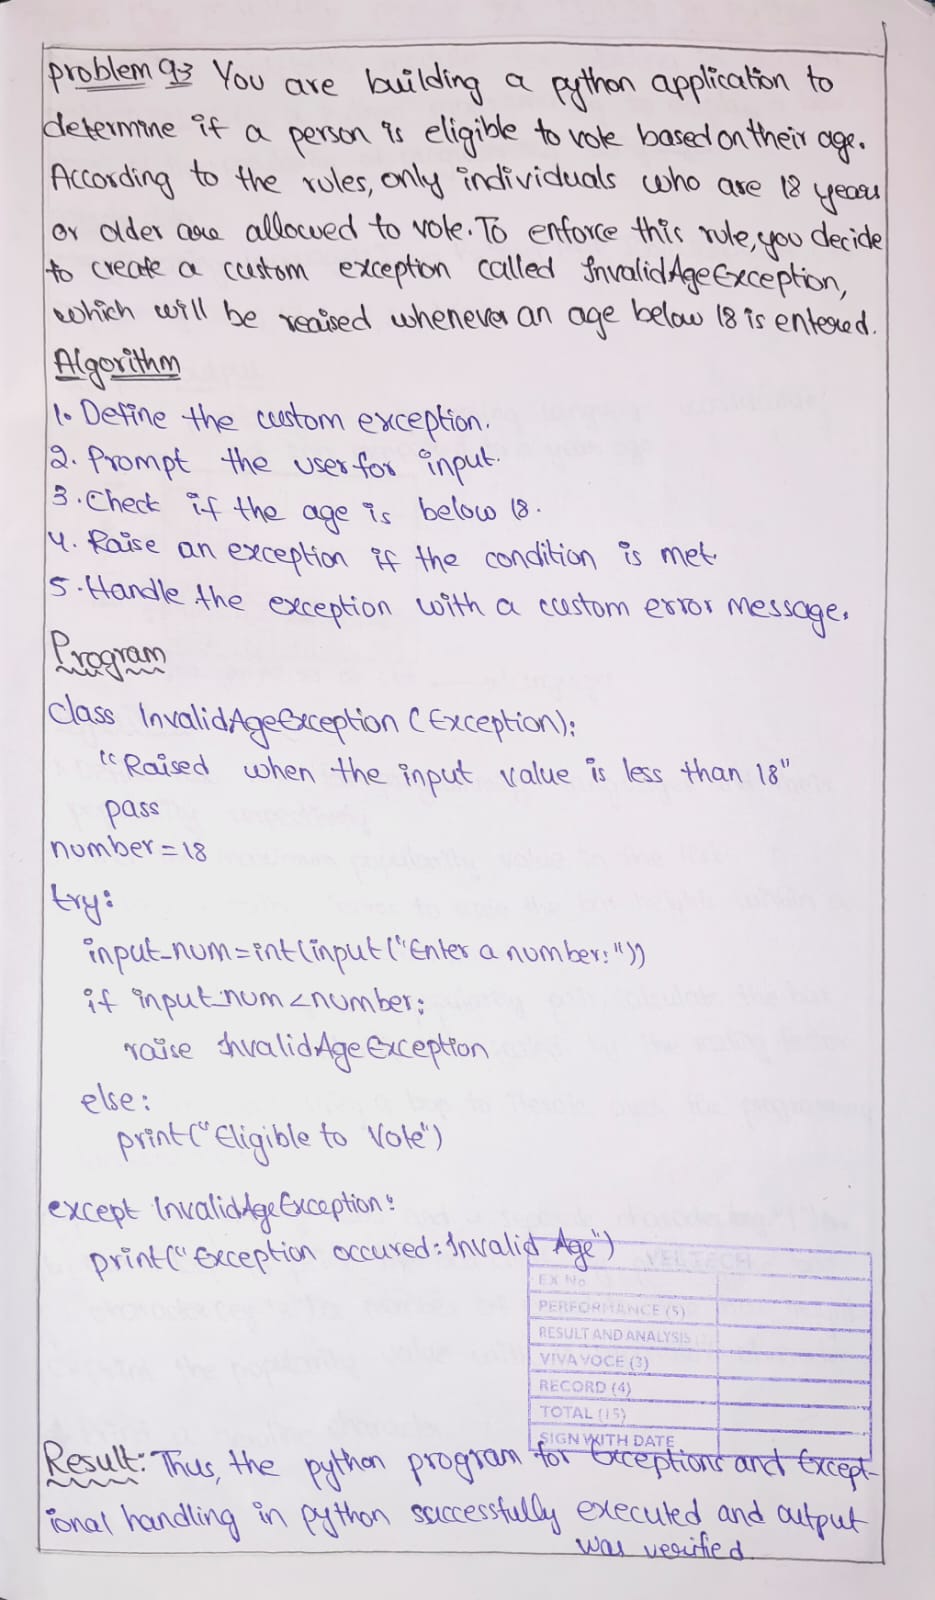 problem 9.3 You are building a python application to
determine if a person is eligible to vote based on their age.
According to the rules, only individuals who are 18 years
or older are allowed to vote. To enforce this rule, you decide
to create a custom exception called InvalidAgeException,
which will be reaised whenever an age below 18 is entered.
Algorithm
1. Define the custom exception.
2. Prompt the user for input.
3. Check if the age is below 18.
4. Raise an exception if the condition is met.
5. Handle the exception with a custom error message.
Program
class InvalidAgeException (Exception):
"Raised when the input value is less than 18"
pass
number = 18
try:
input_num = int(input("Enter a number:"))
if input_num < number:
raise InvalidAgeException
else:
print("Eligible to Vote")
except InvalidAgeException:
print("Exception occured: Invalid Age")
VELTECH
EX No
PERFORMANCE (5)
RESULT AND ANALYSIS
VIVA VOCE (3)
RECORD (4)
TOTAL (15)
SIGN WITH DATE
Result: Thus, the python program for Exceptions and Except-
ional handling in python successfully executed and output
was verified.